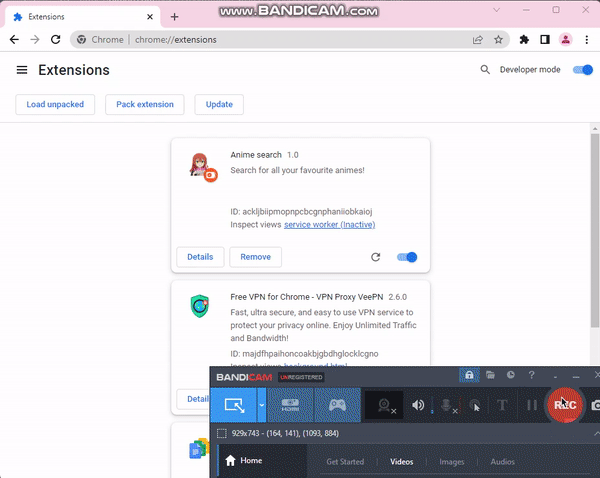 www.BANDICAM.com
Extensions
Chrome | chrome://extensions
Extensions
Developer mode
Load unpacked
Pack extension
Update
Anime search 1.0
Search for all your favourite animes!
ID: ackljbiipmopnpcbcgnphaniiobkaioj
Inspect views service worker (Inactive)
Details
Remove
Free VPN for Chrome - VPN Proxy VeePN 2.6.0
Fast, ultra secure, and easy to use VPN service to
protect your privacy online. Enjoy Unlimited Traffic
and Bandwidth!
ID: majdfhpaihoncoakbjgbdhglocklcgno
Inspect views background.html
BANDICAM UNREGISTERED
Details
HDMI
REC
929x743 - (164, 141), (1093, 884)
Home
Get Started
Videos
Images
Audios